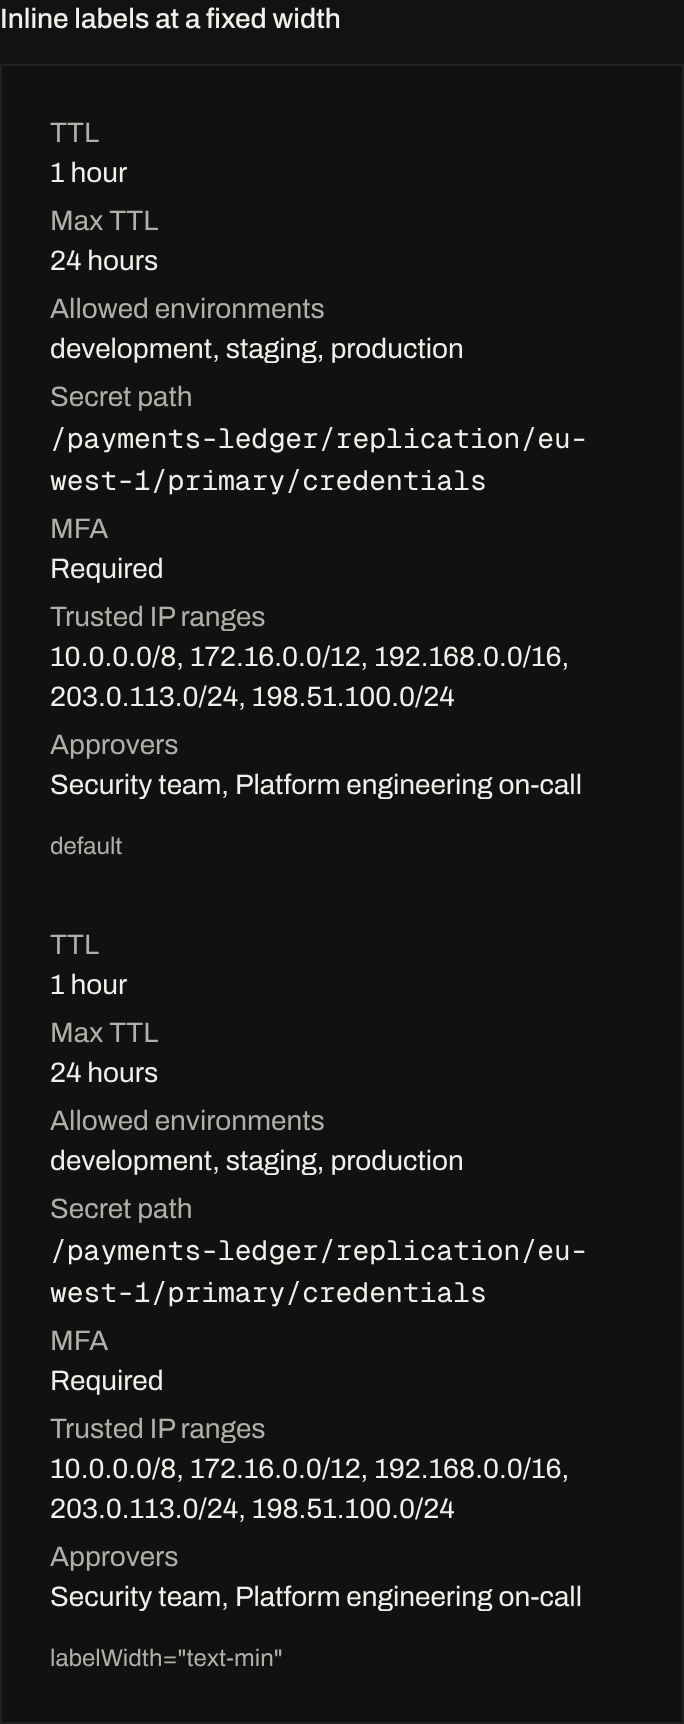 Inline labels at a fixed width
TTL
1 hour
Max TTL
24 hours
Allowed environments
development, staging, production
Secret path
/payments-ledger/replication/eu-
west-1/primary/credentials
MFA
Required
Trusted IP ranges
10.0.0.0/8, 172.16.0.0/12, 192.168.0.0/16,
203.0.113.0/24, 198.51.100.0/24
Approvers
Security team, Platform engineering on-call
default
TTL
1 hour
Max TTL
24 hours
Allowed environments
development, staging, production
Secret path
/payments-ledger/replication/eu-
west-1/primary/credentials
MFA
Required
Trusted IP ranges
10.0.0.0/8, 172.16.0.0/12, 192.168.0.0/16,
203.0.113.0/24, 198.51.100.0/24
Approvers
Security team, Platform engineering on-call
labelWidth="text-min"